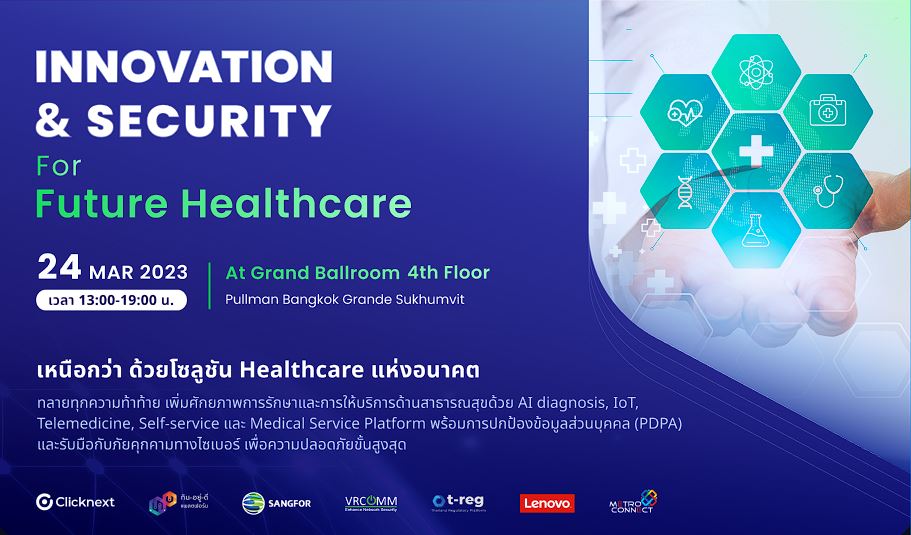 INNOVATION
& SECURITY
For
Future Healthcare
24 MAR 2023
เวลา 13:00-19:00 น.
At Grand Ballroom 4th Floor
Pullman Bangkok Grande Sukhumvit
เหนือกว่า ด้วยโซลูชัน Healthcare แห่งอนาคต
ทลายทุกความท้าท้าย เพิ่มศักยภาพการรักษาและการให้บริการด้านสาธารณสุขด้วย AI diagnosis, IoT,
Telemedicine, Self-service และ Medical Service Platform พร้อมการปกป้องข้อมูลส่วนบุคคล (PDPA)
และรับมือกับภัยคุกคามทางไซเบอร์ เพื่อความปลอดภัยขั้นสูงสุด
Clicknext
กิน-อยู่-ดี
แพลตฟอร์ม
SANGFOR
VRCOMM
Enhance Network Security
t-reg
Thailand Regulatory Platform
Lenovo
METRO
CONNECT